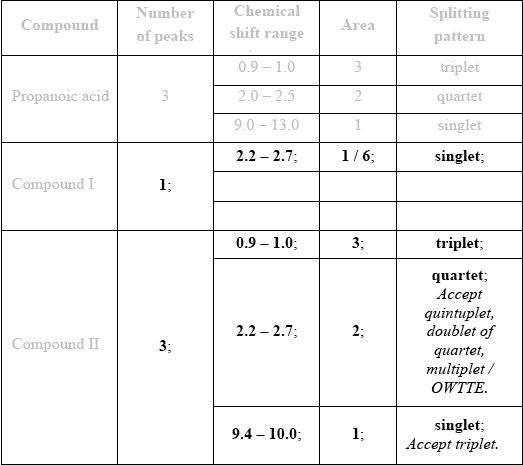 Compound
Number
of peaks
Chemical
shift range
Area
Splitting
pattern
Propanoic acid
3
0.9 – 1.0
3
triplet
2.0 – 2.5
2
quartet
9.0 – 13.0
1
singlet
Compound I
1;
2.2 – 2.7;
1 / 6;
singlet;
Compound II
3;
0.9 – 1.0;
3;
triplet;
2.2 – 2.7;
2;
quartet;
Accept
quintuplet,
doublet of
quartet,
multiplet /
OWTTE.
9.4 – 10.0;
1;
singlet;
Accept triplet.